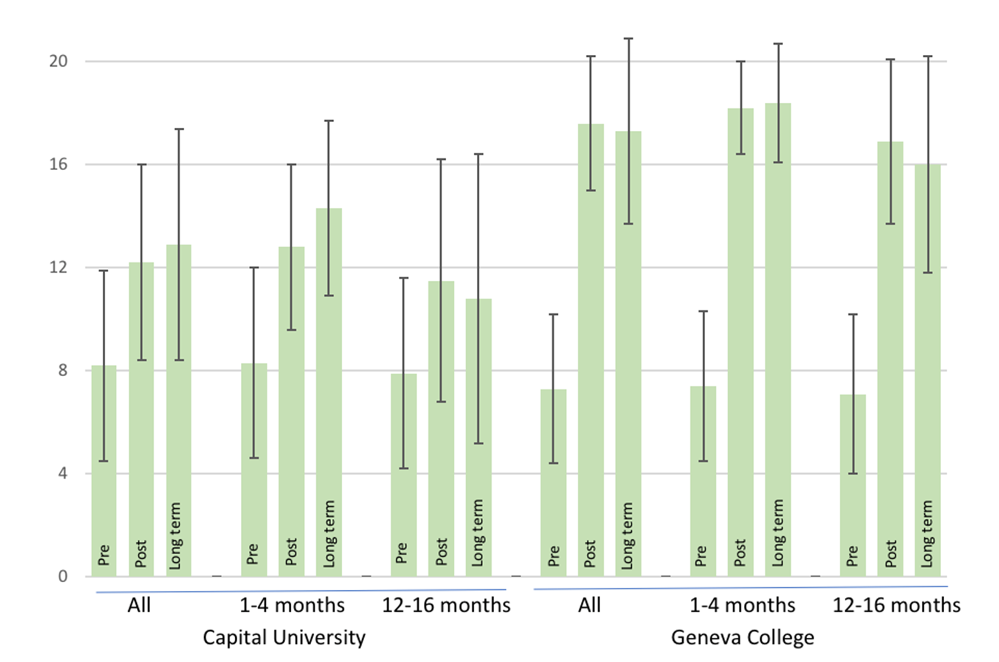 20
16
12
8
4
0
Pre
Post
Long term
Pre
Post
Long term
Pre
Post
Long term
Pre
Post
Long term
Pre
Post
Long term
Pre
Post
Long term
All 1-4 months 12-16 months All 1-4 months 12-16 months
Capital University Geneva College